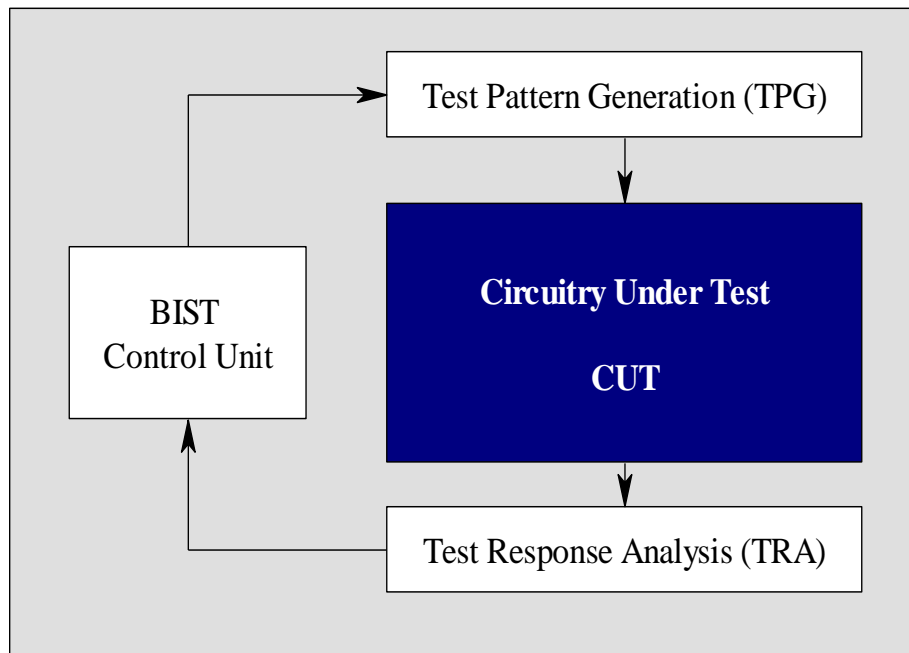 Test Pattern Generation (TPG)
Circuitry Under Test
CUT
BIST
Control Unit
Test Response Analysis (TRA)